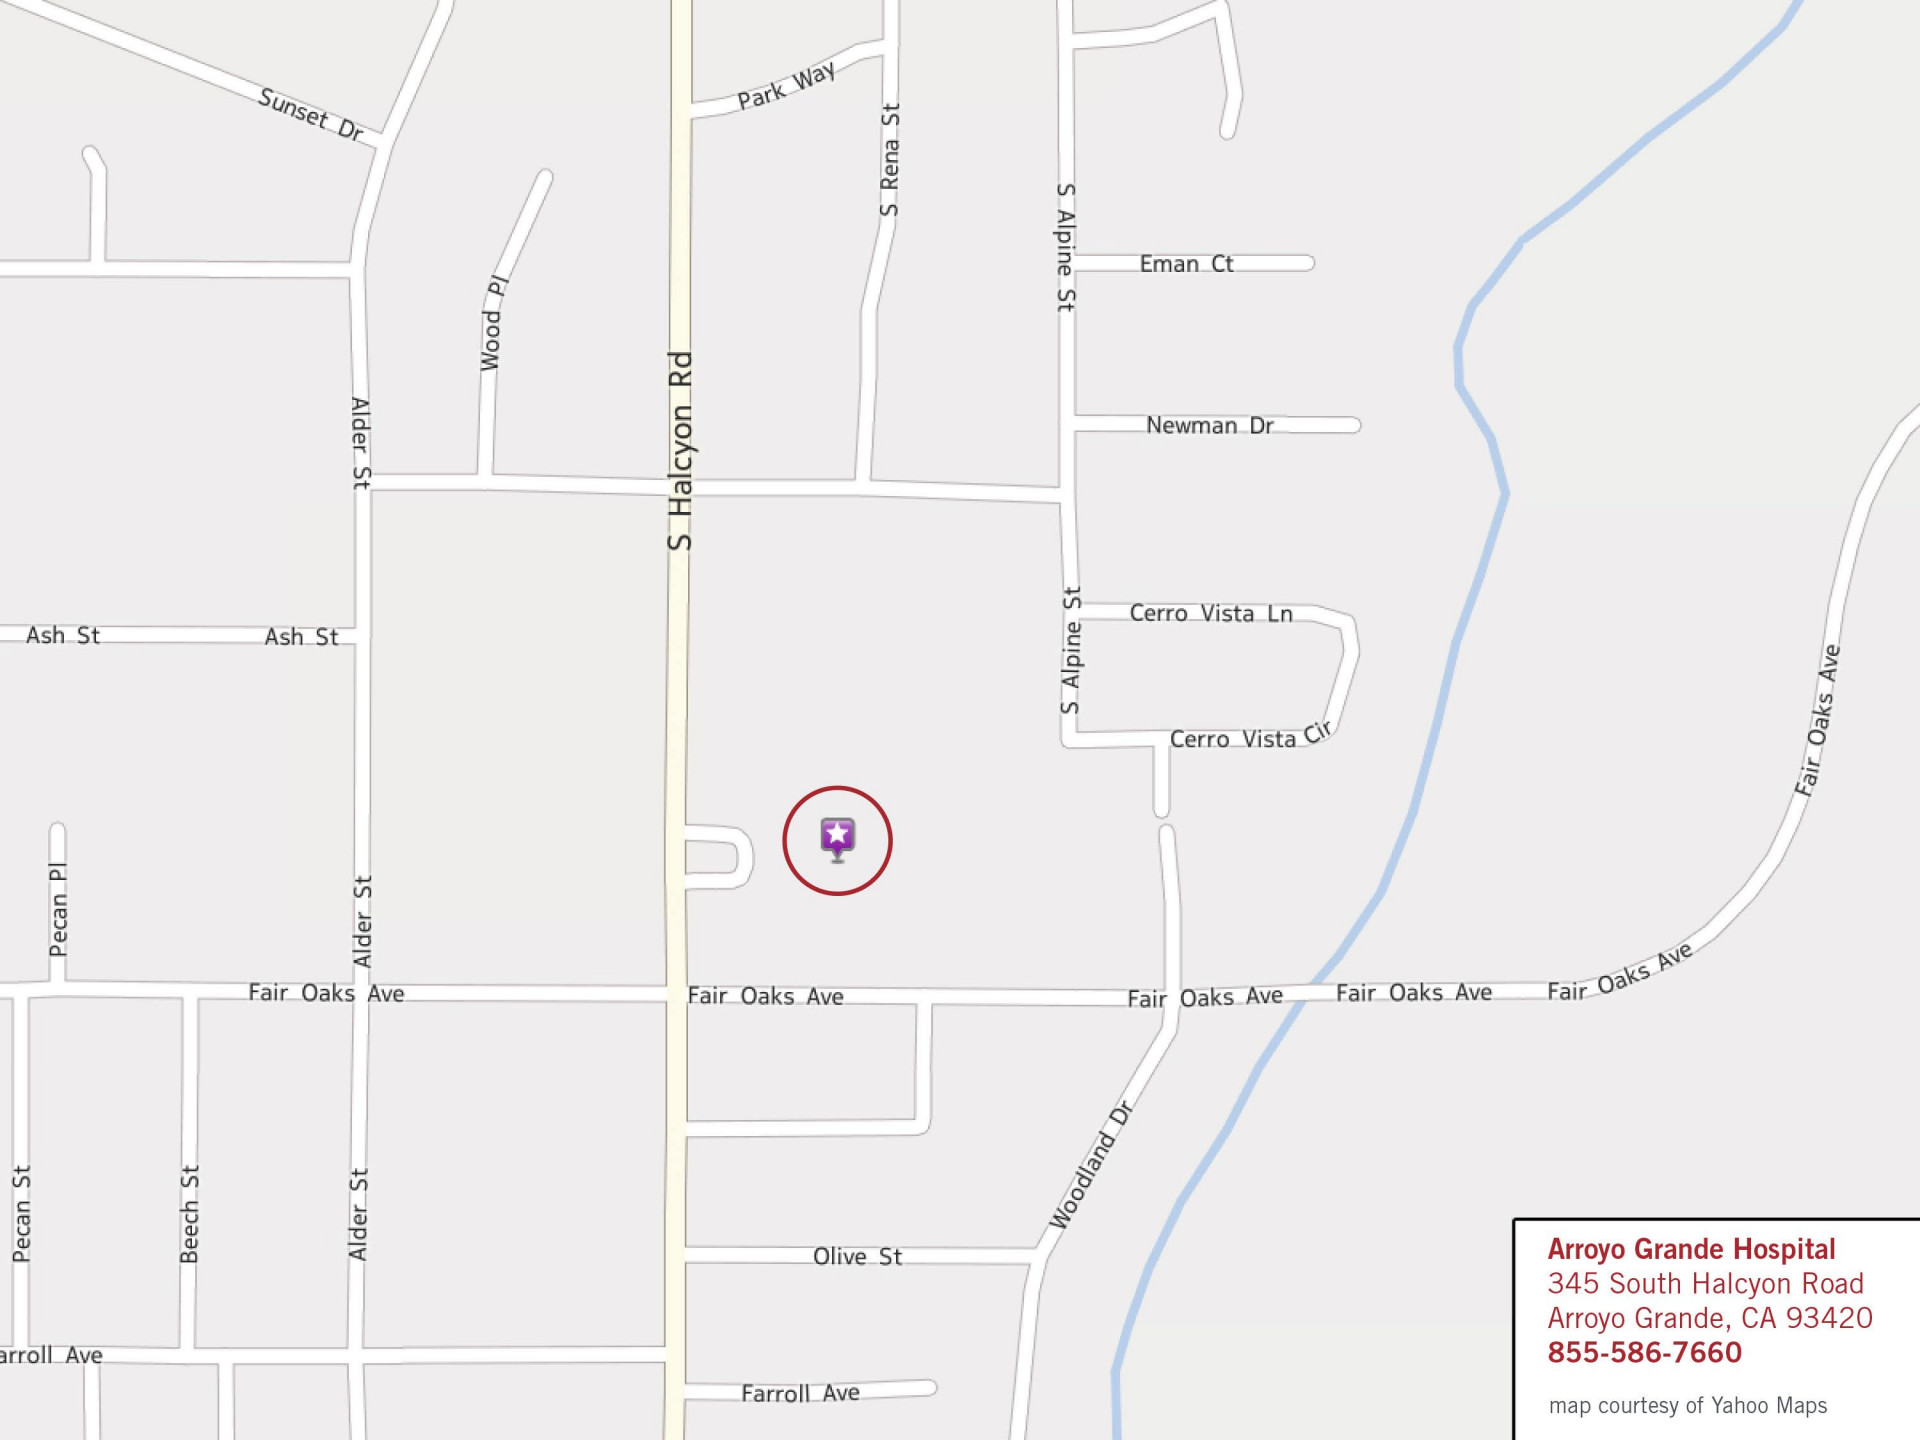 Sunset Dr
Park Way
S Rena St
S Alpine St
Eman Ct
Wood Pl
S Halcyon Rd
Alder St
Newman Dr
Ash St
Ash St
Cerro Vista Ln
S Alpine St
Cerro Vista Cir
Fair Oaks Ave
Pecan Pl
Alder St
Fair Oaks Ave
Fair Oaks Ave
Fair Oaks Ave
Fair Oaks Ave
Fair Oaks Ave
Pecan St
Beech St
Alder St
Woodland Dr
Olive St
arroll Ave
Farroll Ave
Arroyo Grande Hospital
345 South Halcyon Road
Arroyo Grande, CA 93420
855-586-7660
map courtesy of Yahoo Maps